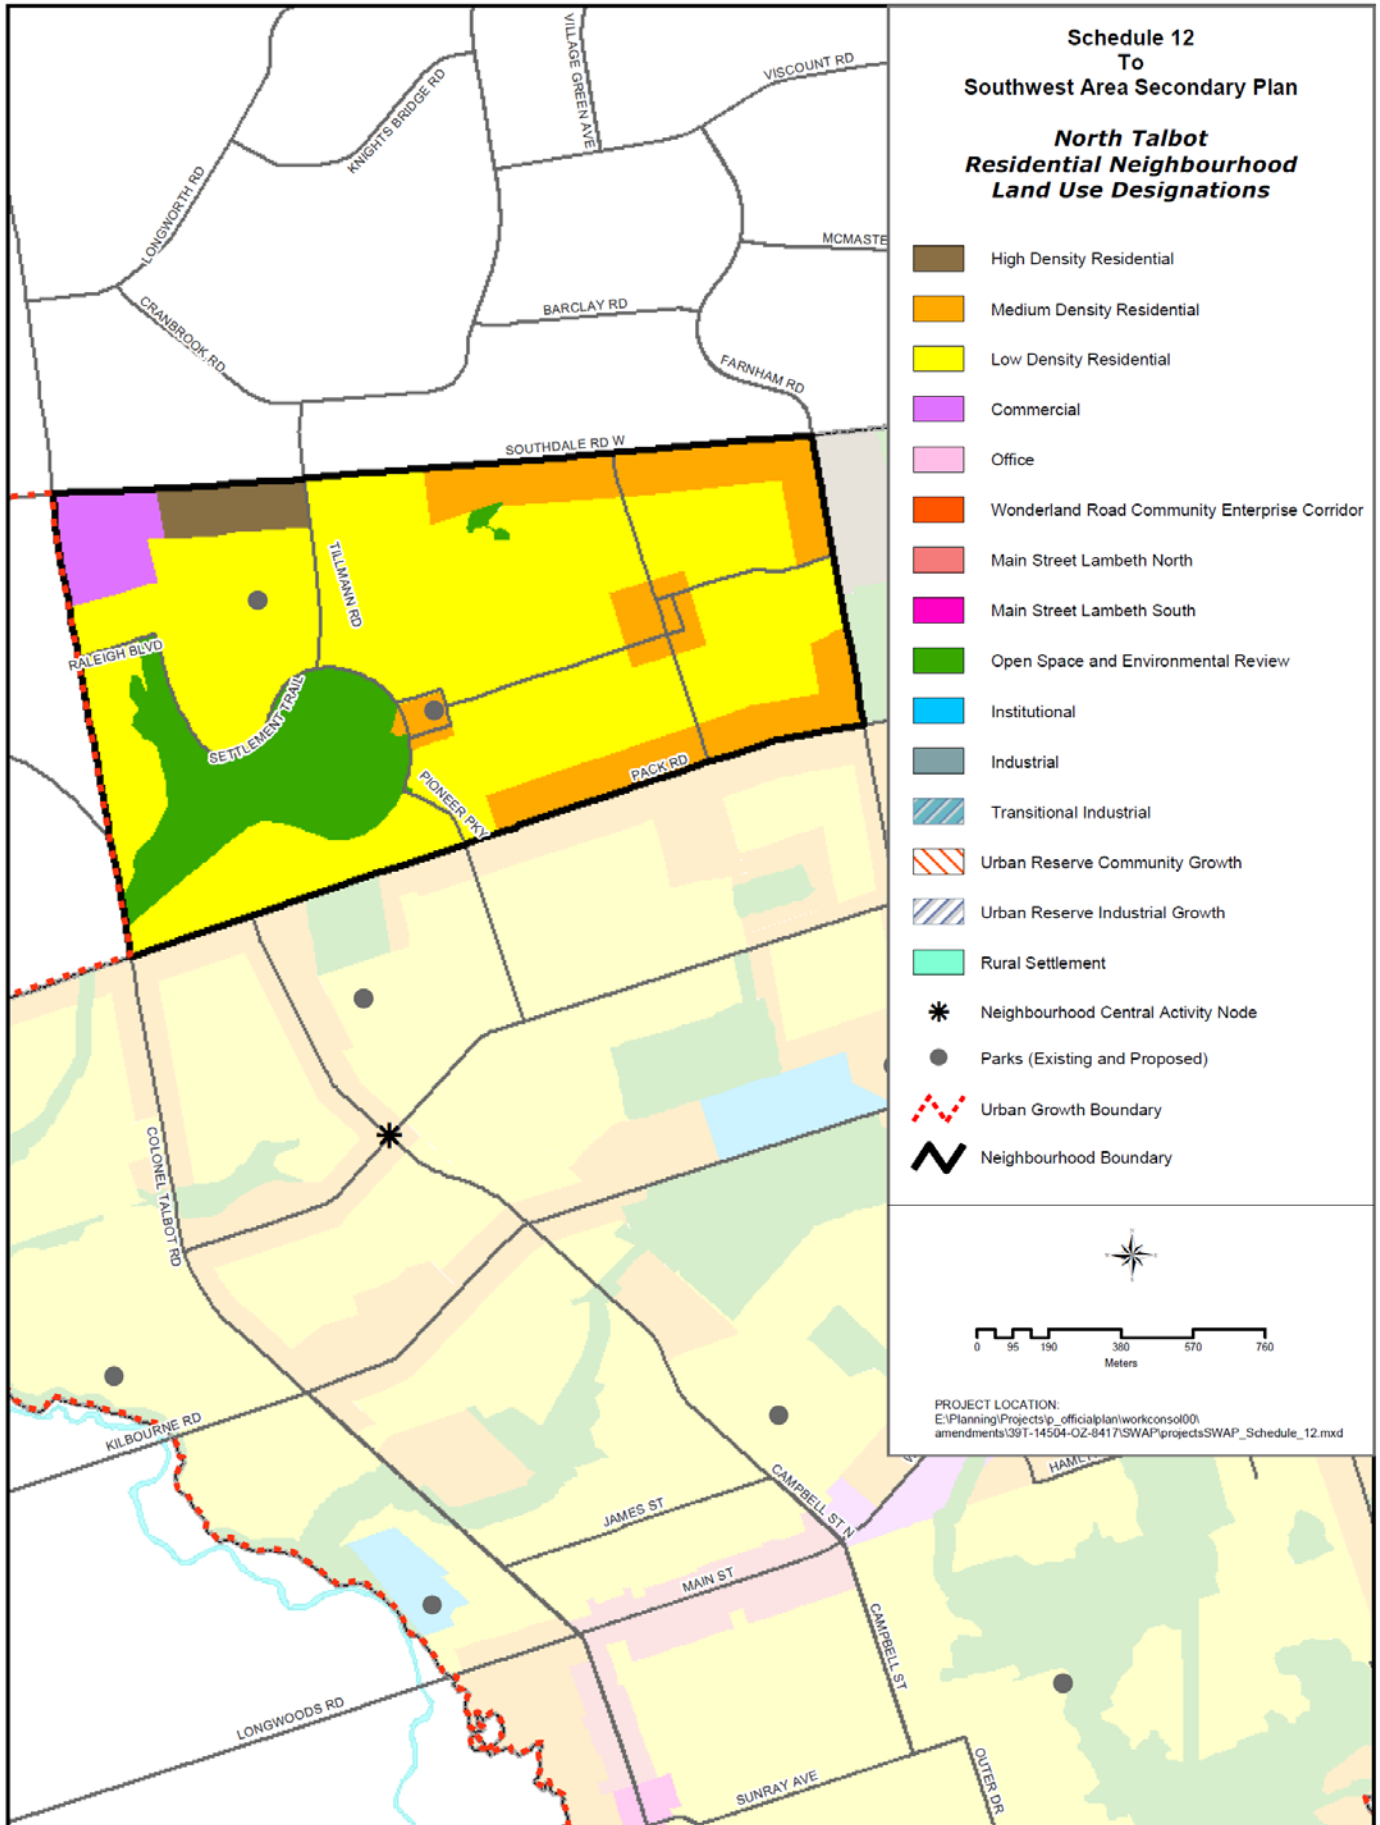 Schedule 12
To
Southwest Area Secondary Plan
North Talbot
Residential Neighbourhood
Land Use Designations
High Density Residential
Medium Density Residential
Low Density Residential
Commercial
Office
Wonderland Road Community Enterprise Corridor
Main Street Lambeth North
Main Street Lambeth South
Open Space and Environmental Review
Institutional
Industrial
Transitional Industrial
Urban Reserve Community Growth
Urban Reserve Industrial Growth
Rural Settlement
Neighbourhood Central Activity Node
Parks (Existing and Proposed)
Urban Growth Boundary
Neighbourhood Boundary
0 95 190 380 570 760
Meters
PROJECT LOCATION:
E:\Planning\Projects\p_officialplan\workconsol00\
amendments\39T-14504-OZ-8417\SWAP\projectsSWAP_Schedule_12.mxd
VILLAGE GREEN AVE
VISCOUNT RD
KNIGHTS BRIDGE RD
LONGWORTH RD
MCMASTE
CRANBROOK RD
BARCLAY RD
FARNHAM RD
SOUTHDALE RD W
TILLMANN RD
RALEIGH BLVD
SETTLEMENT TRAIL
PIONEER PKY
PACK RD
COLONEL TALBOT RD
KILBOURNE RD
CAMPBELL ST N
JAMES ST
MAIN ST
CAMPBELL ST
LONGWOODS RD
SUNRAY AVE
OUTER DR